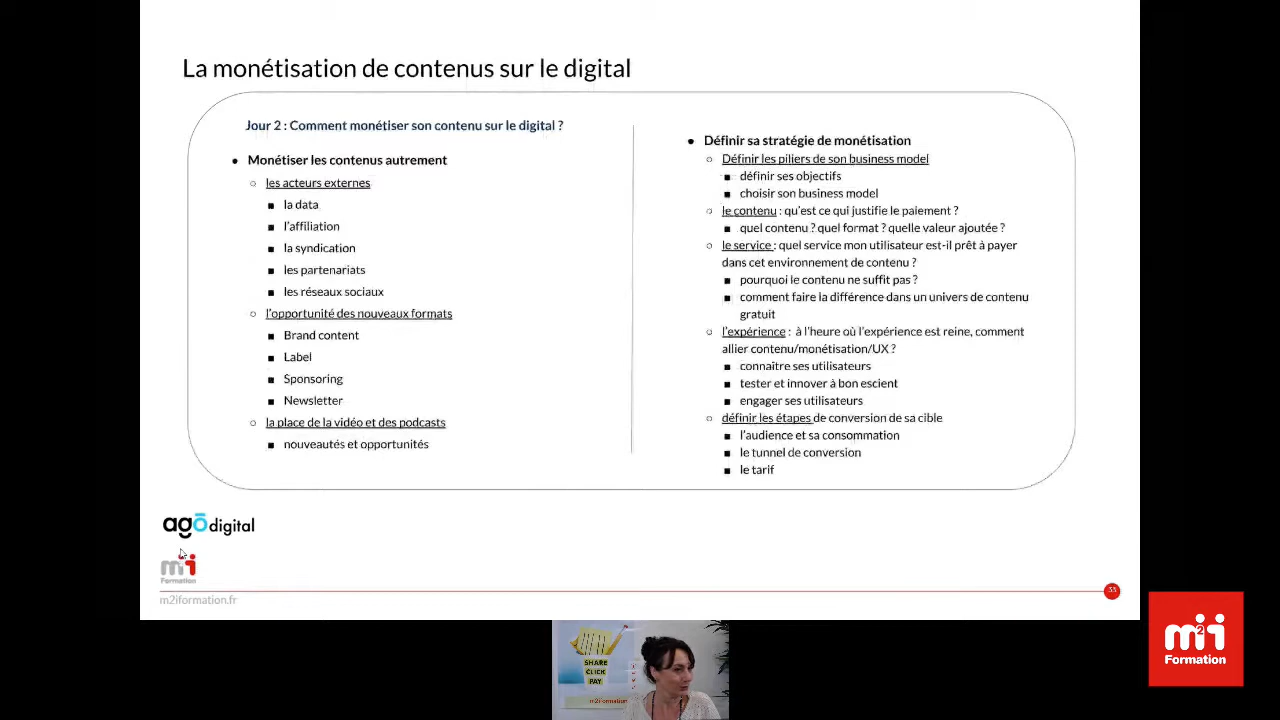 La monétisation de contenus sur le digital
Jour 2 : Comment monétiser son contenu sur le digital ?
Monétiser les contenus autrement
les acteurs externes
la data
l'affiliation
la syndication
les partenariats
les réseaux sociaux
l'opportunité des nouveaux formats
Brand content
Label
Sponsoring
Newsletter
la place de la vidéo et des podcasts
nouveautés et opportunités
Définir sa stratégie de monétisation
Définir les piliers de son business model
définir ses objectifs
choisir son business model
le contenu : qu'est ce qui justifie le paiement ?
quel contenu ? quel format ? quelle valeur ajoutée ?
le service : quel service mon utilisateur est-il prêt à payer
dans cet environnement de contenu ?
pourquoi le contenu ne suffit pas ?
comment faire la différence dans un univers de contenu
gratuit
l'expérience : à l'heure où l'expérience est reine, comment
allier contenu/monétisation/UX ?
connaître ses utilisateurs
tester et innover à bon escient
engager ses utilisateurs
définir les étapes de conversion de sa cible
l'audience et sa consommation
le tunnel de conversion
le tarif
agō digital
m2i
Formation
m2iformation.fr
33
SHARE
CLICK
PAY
m2iFormation
m2i
Formation